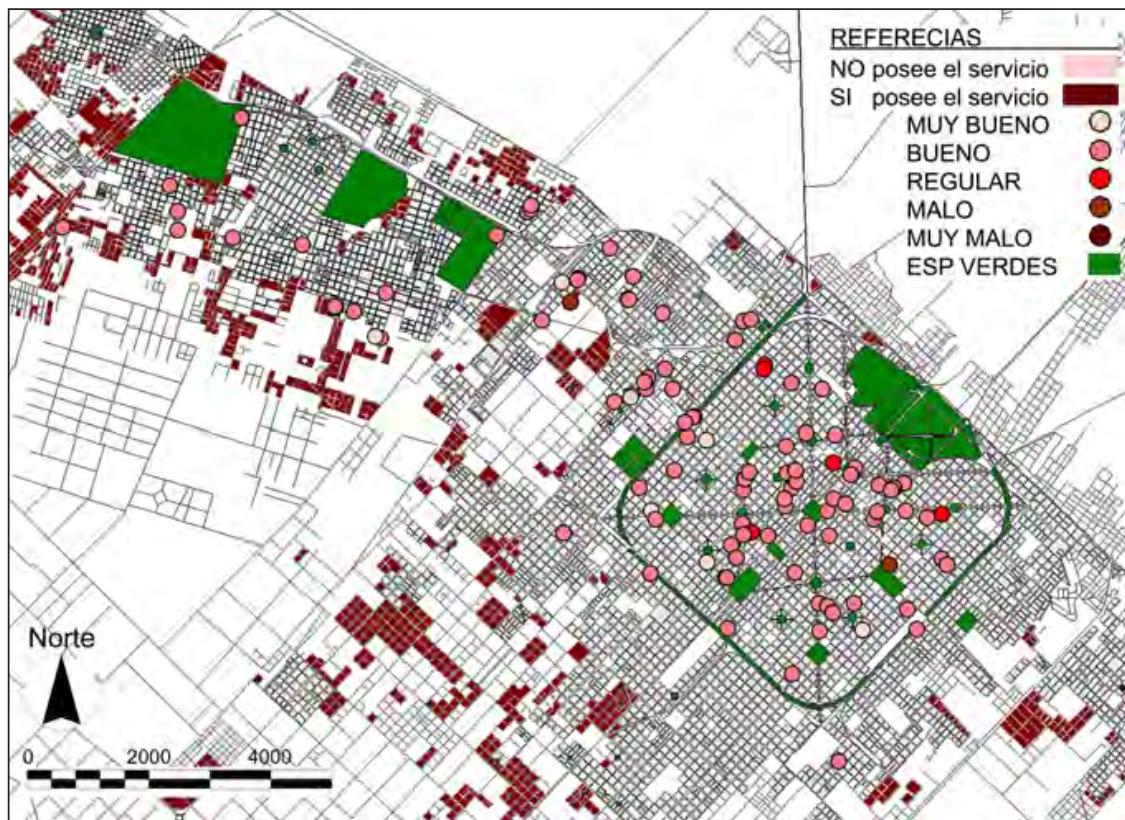 REFERECIAS
NO posee el servicio
SI posee el servicio
MUY BUENO
BUENO
REGULAR
MALO
MUY MALO
ESP VERDES
Norte
0 2000 4000